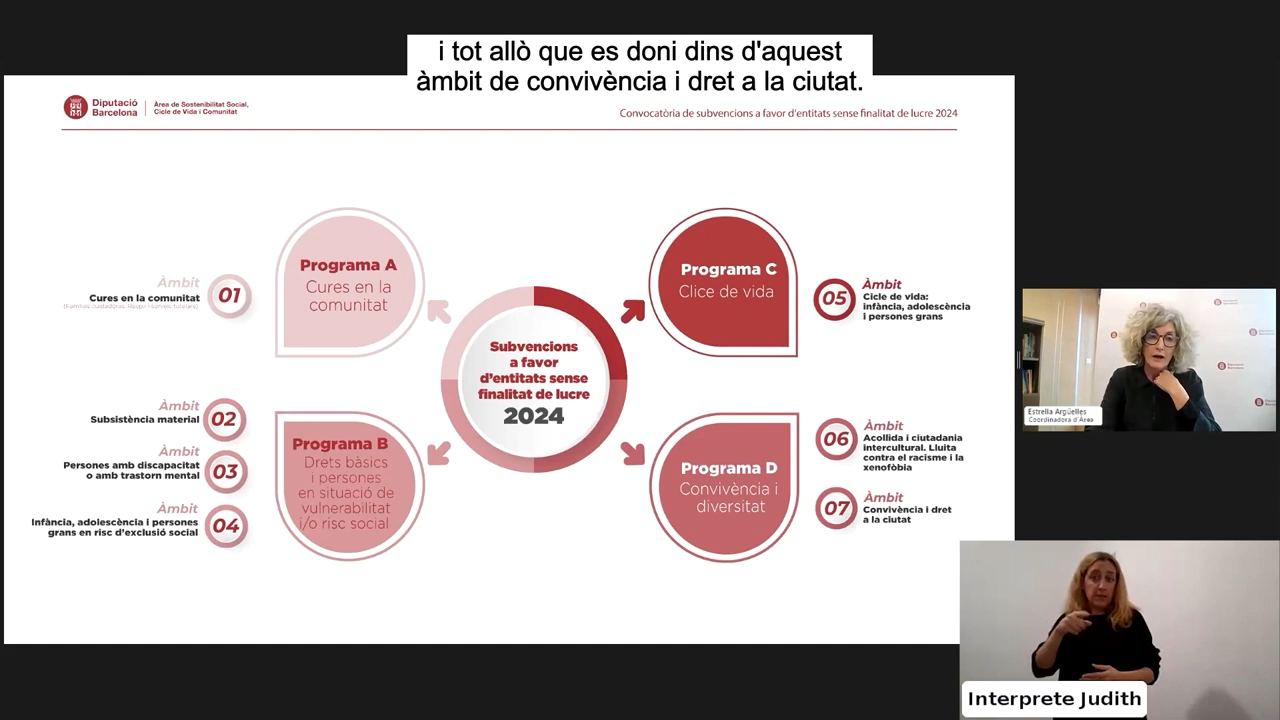 i tot allò que es doni dins d'aquest
àmbit de convivència i dret a la ciutat.
Diputació
Barcelona
Àrea de Sostenibilitat Social,
Cicle de Vida i Comunitat
Convocatòria de subvencions a favor d'entitats sense finalitat de lucre 2024
Àmbit
Cures en la comunitat
01
Programa A
Cures en la
comunitat
Àmbit
Subsistència material
02
Àmbit
Persones amb discapacitat
o amb trastorn mental
03
Àmbit
Infància, adolescència i persones
grans en risc d'exclusió social
04
Programa B
Drets bàsics
i persones
en situació de
vulnerabilitat
i/o risc social
Subvencions
a favor
d'entitats sense
finalitat de lucre
2024
Programa C
Clice de vida
05
Àmbit
Cicle de vida:
infància, adolescència
i persones grans
Programa D
Convivència i
diversitat
06
Àmbit
Acollida i ciutadania
intercultural. Lluita
contra el racisme i la
xenofòbia
07
Àmbit
Convivència i dret
a la ciutat
Estrella Argüelles
Coordinadora d'Àrea
Interprete Judith